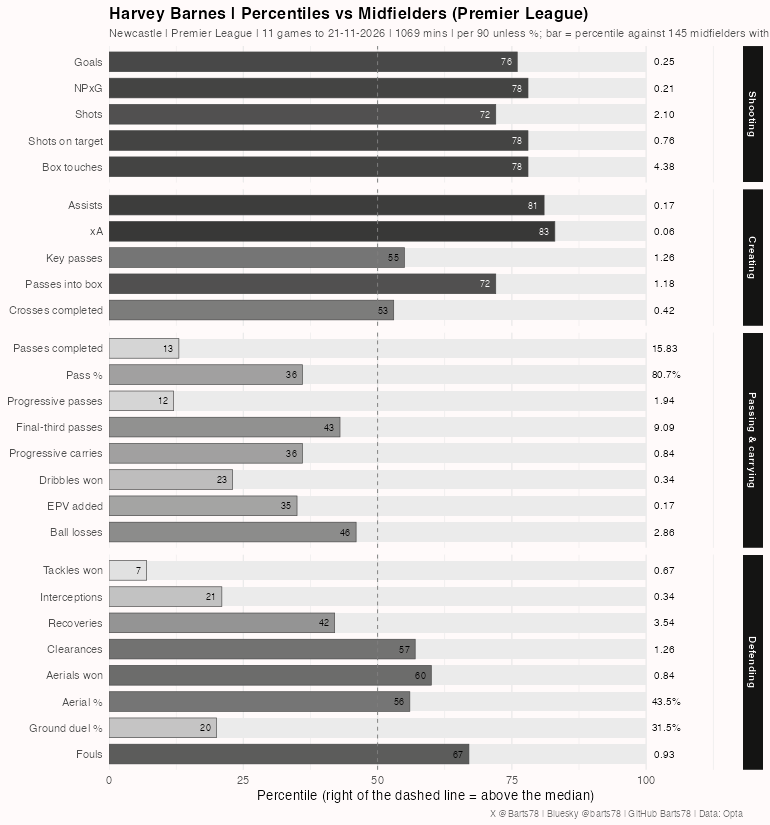 Harvey Barnes | Percentiles vs Midfielders (Premier League)
Newcastle | Premier League | 11 games to 21-11-2026 | 1069 mins | per 90 unless %; bar = percentile against 145 midfielders with
Goals 76 0.25
NPxG 78 0.21
Shots 72 2.10
Shots on target 78 0.76
Box touches 78 4.38
Shooting
Assists 81 0.17
xA 83 0.06
Key passes 55 1.26
Passes into box 72 1.18
Crosses completed 53 0.42
Creating
Passes completed 13 15.83
Pass % 36 80.7%
Progressive passes 12 1.94
Final-third passes 43 9.09
Progressive carries 36 0.84
Dribbles won 23 0.34
EPV added 35 0.17
Ball losses 46 2.86
Passing & carrying
Tackles won 7 0.67
Interceptions 21 0.34
Recoveries 42 3.54
Clearances 57 1.26
Aerials won 60 0.84
Aerial % 56 43.5%
Ground duel % 20 31.5%
Fouls 67 0.93
Defending
0 25 50 75 100
Percentile (right of the dashed line = above the median)
X @Barts78 | Bluesky @barts78 | GitHub Barts78 | Data: Opta